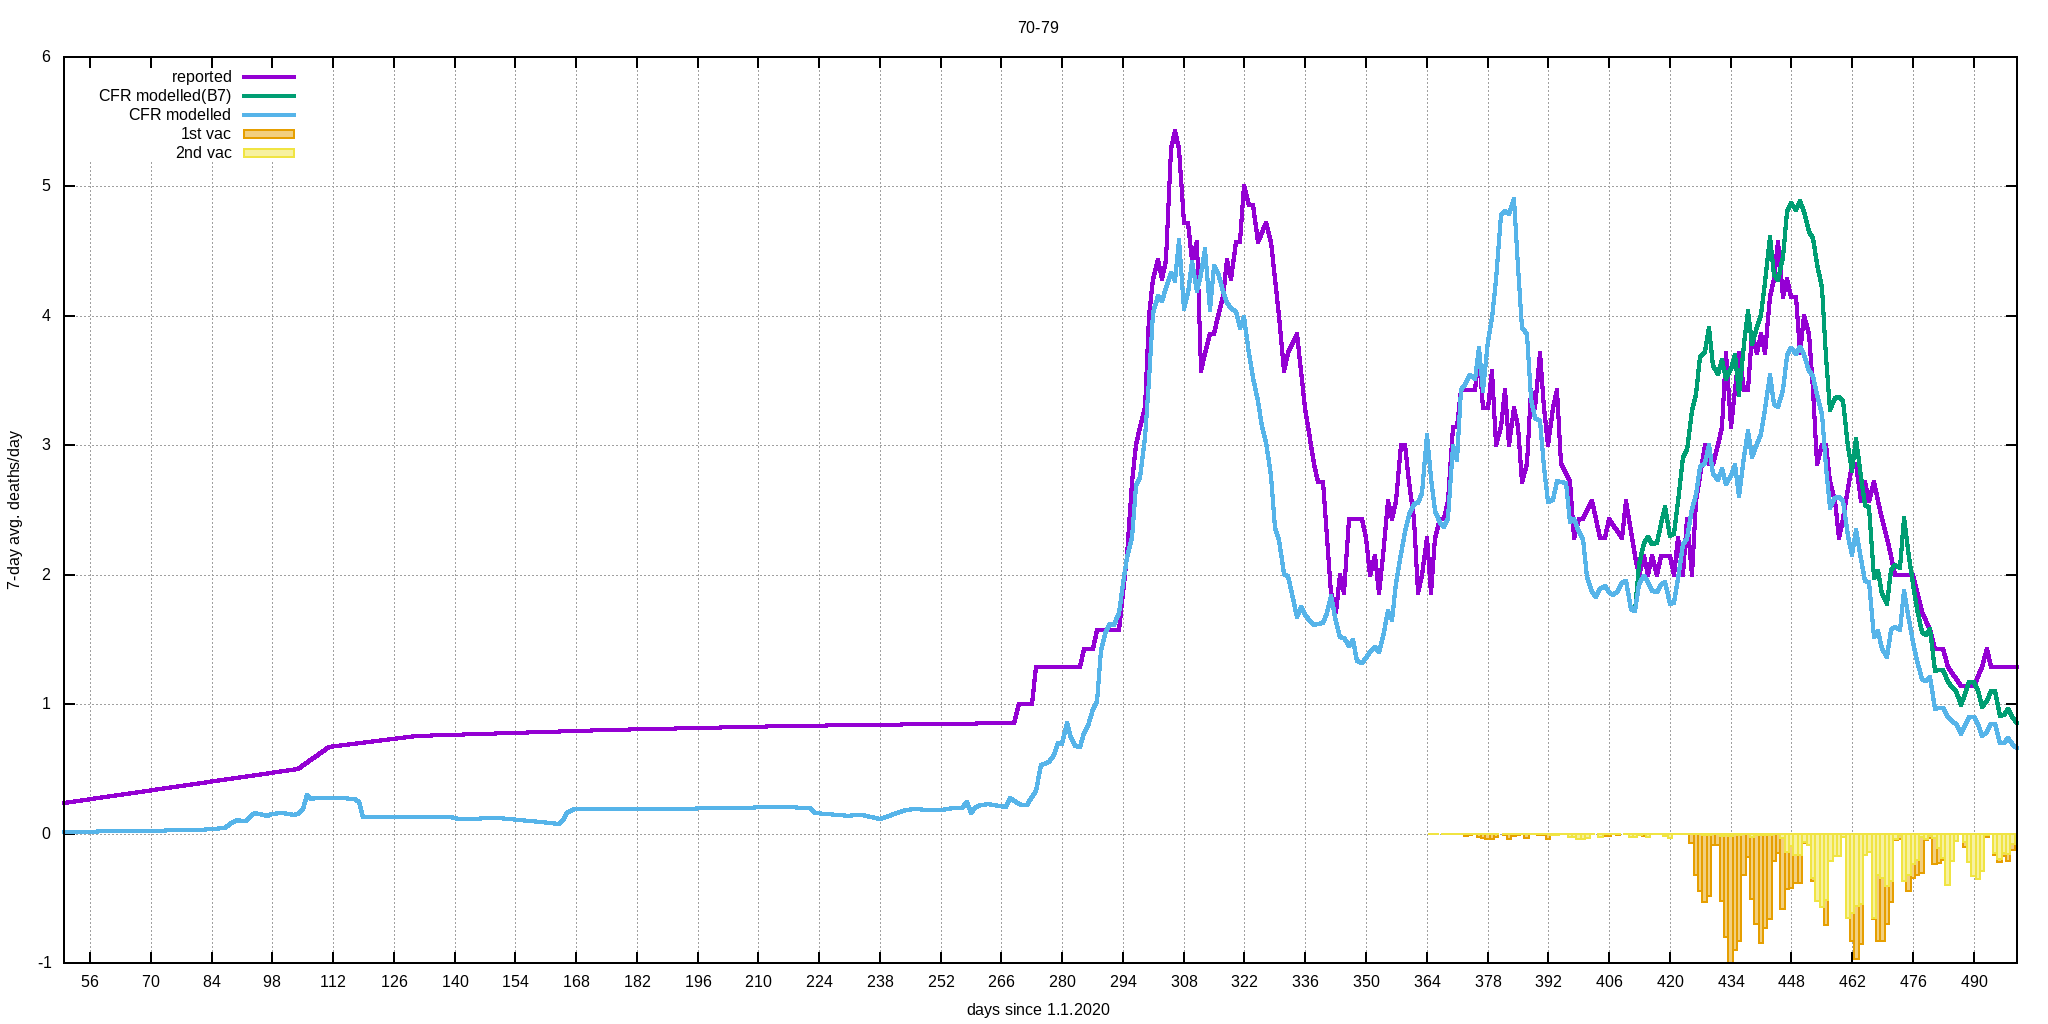 70-79
reported
CFR modelled(B7)
CFR modelled
1st vac
2nd vac
7-day avg. deaths/day
6
5
4
3
2
1
0
-1
56 70 84 98 112 126 140 154 168 182 196 210 224 238 252 266 280 294 308 322 336 350 364 378 392 406 420 434 448 462 476 490
days since 1.1.2020